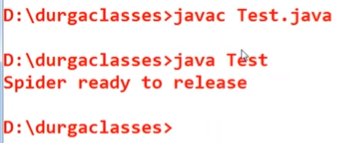 D:\durgaclasses>javac Test.java
D:\durgaclasses>java Test
Spider ready to release
D:\durgaclasses>